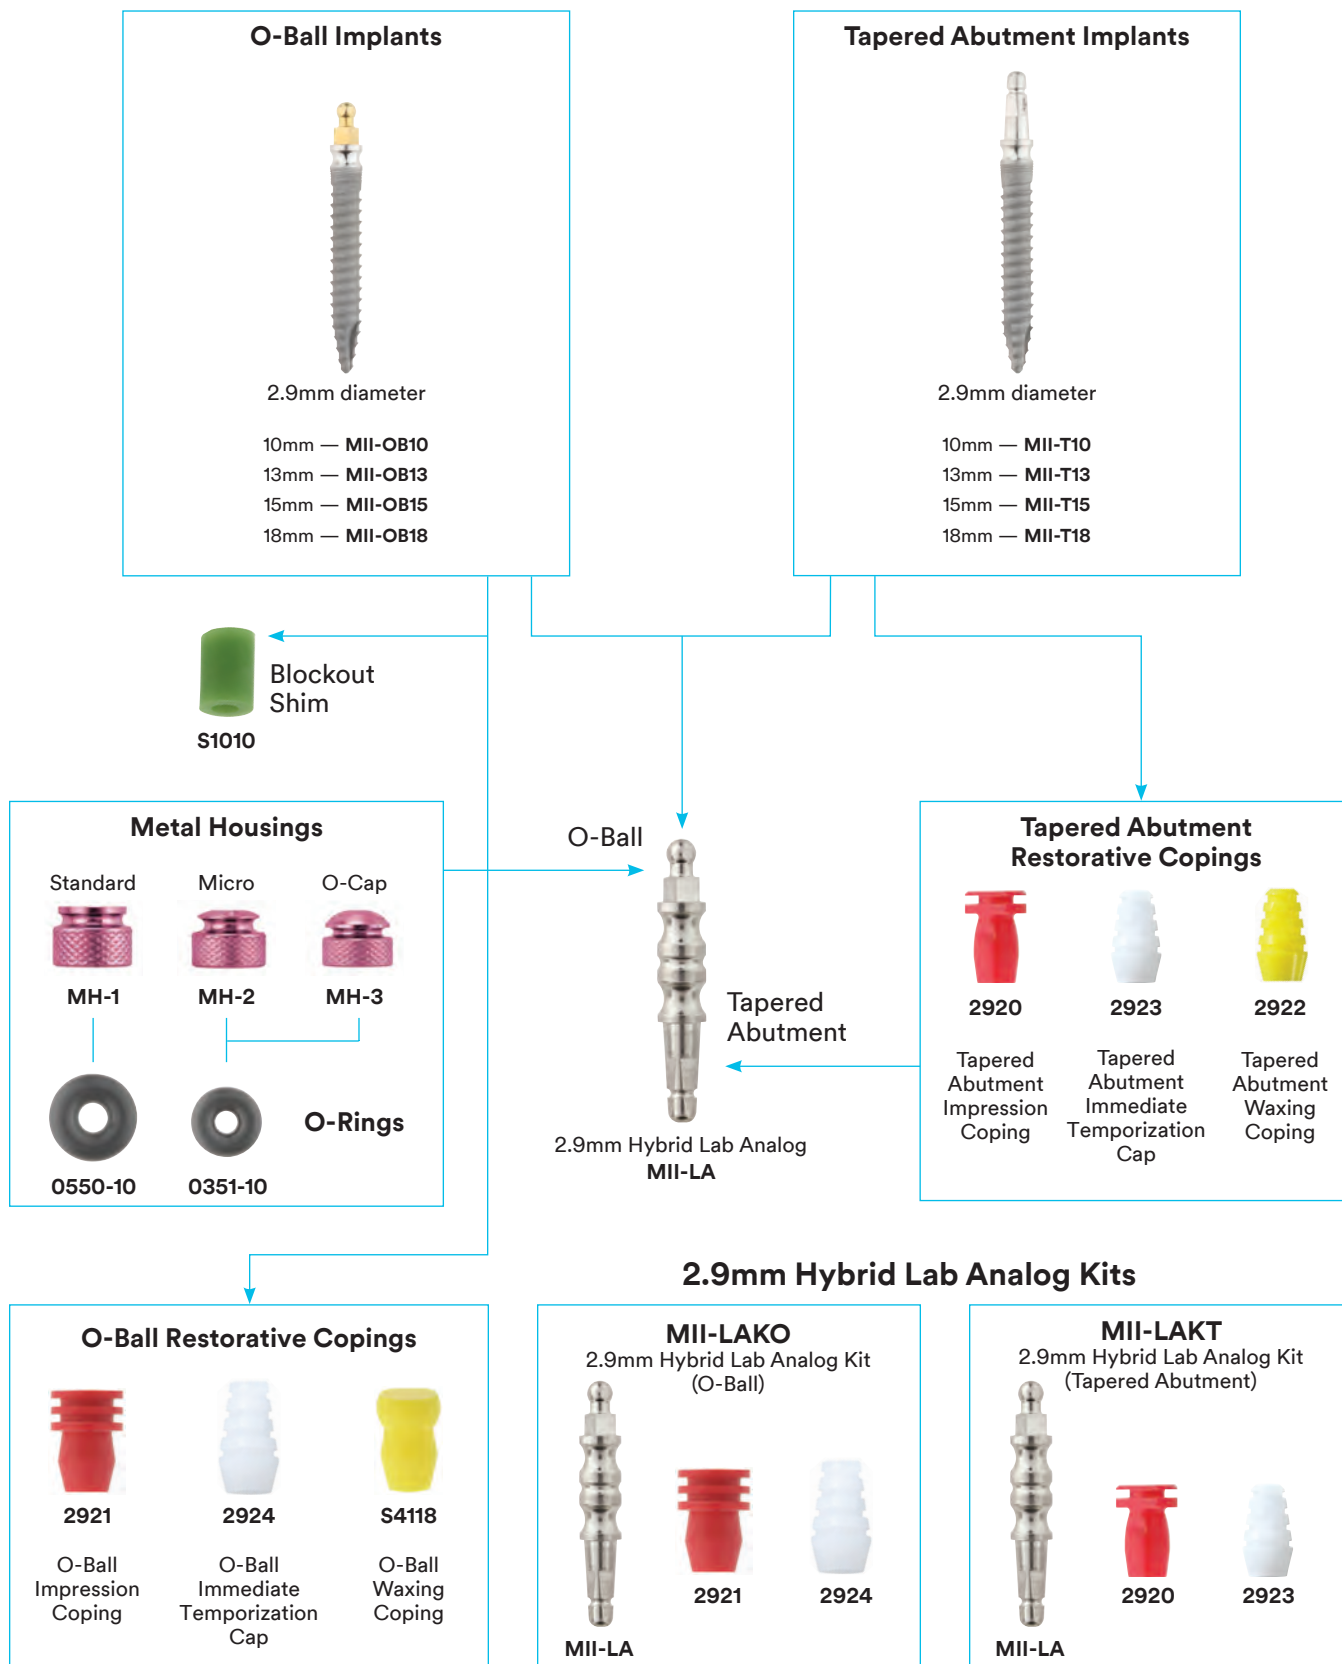 O-Ball Implants
2.9mm diameter
10mm — MII-OB10
13mm — MII-OB13
15mm — MII-OB15
18mm — MII-OB18
Tapered Abutment Implants
2.9mm diameter
10mm — MII-T10
13mm — MII-T13
15mm — MII-T15
18mm — MII-T18
Blockout
Shim
S1010
Metal Housings
Standard
Micro
O-Cap
MH-1
MH-2
MH-3
O-Rings
0550-10
0351-10
O-Ball
Tapered
Abutment
2.9mm Hybrid Lab Analog
MII-LA
Tapered Abutment
Restorative Copings
2920
Tapered
Abutment
Impression
Coping
2923
Tapered
Abutment
Immediate
Temporization
Cap
2922
Tapered
Abutment
Waxing
Coping
O-Ball Restorative Copings
2921
O-Ball
Impression
Coping
2924
O-Ball
Immediate
Temporization
Cap
S4118
O-Ball
Waxing
Coping
2.9mm Hybrid Lab Analog Kits
MII-LAKO
2.9mm Hybrid Lab Analog Kit
(O-Ball)
MII-LA
2921
2924
MII-LAKT
2.9mm Hybrid Lab Analog Kit
(Tapered Abutment)
MII-LA
2920
2923